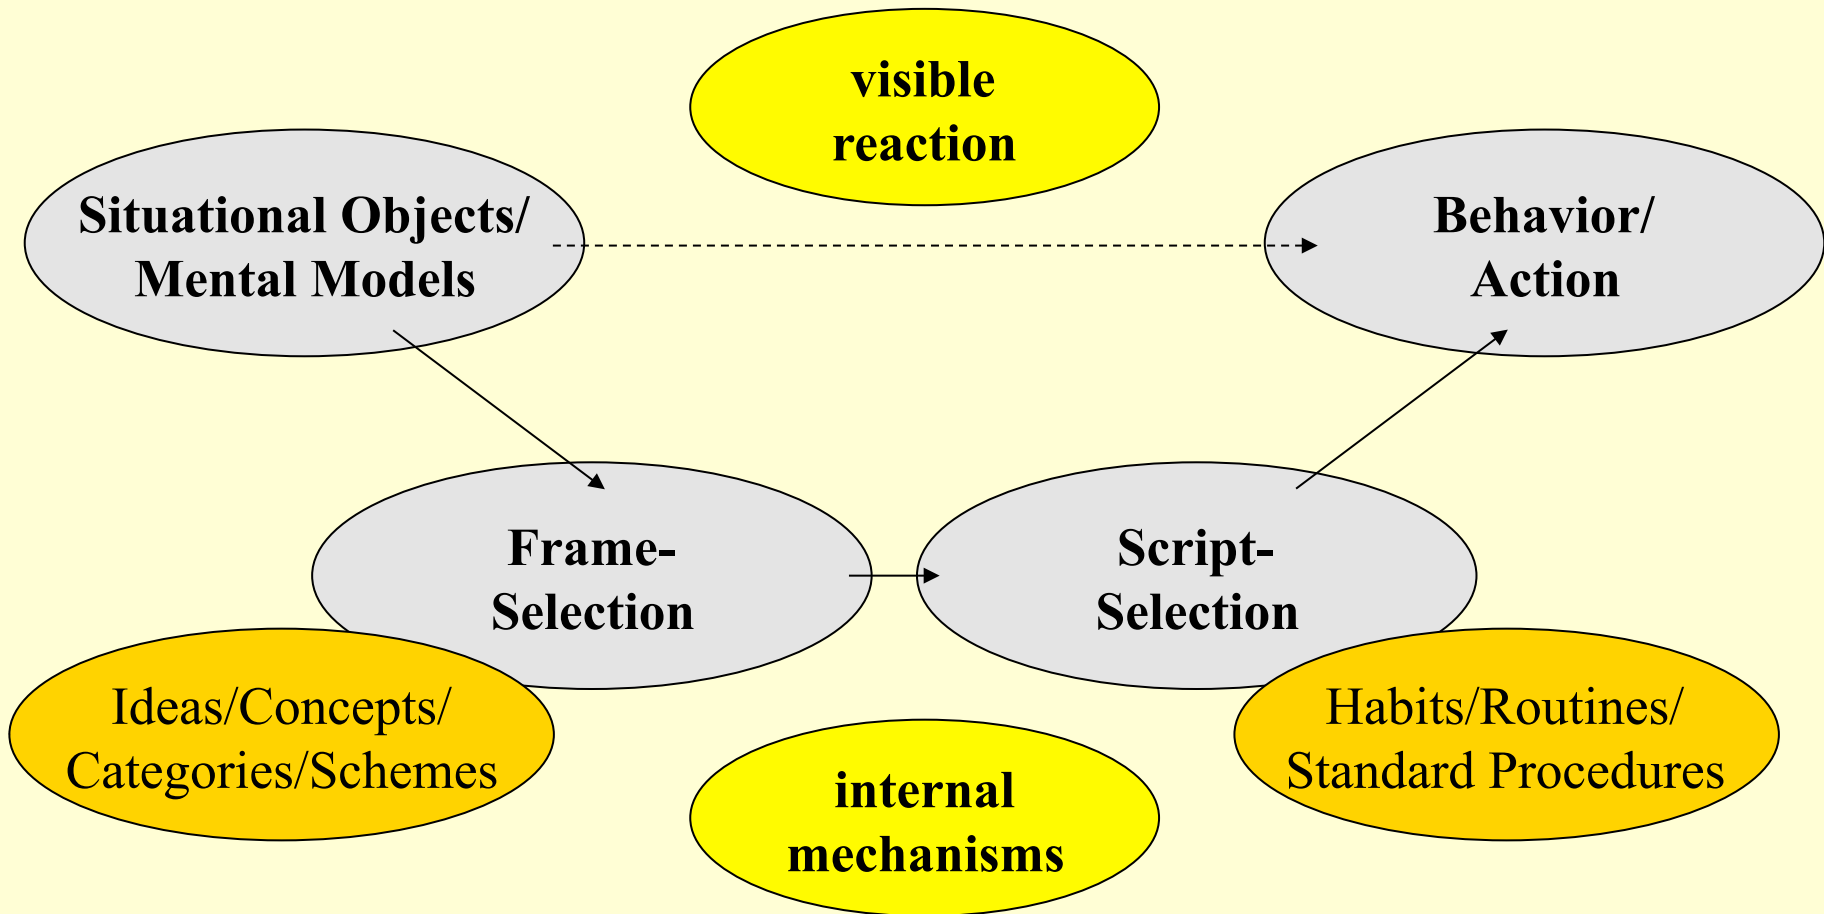 visible
reaction
Situational Objects/
Mental Models
Behavior/
Action
Frame-
Selection
Script-
Selection
Ideas/Concepts/
Categories/Schemes
Habits/Routines/
Standard Procedures
internal
mechanisms